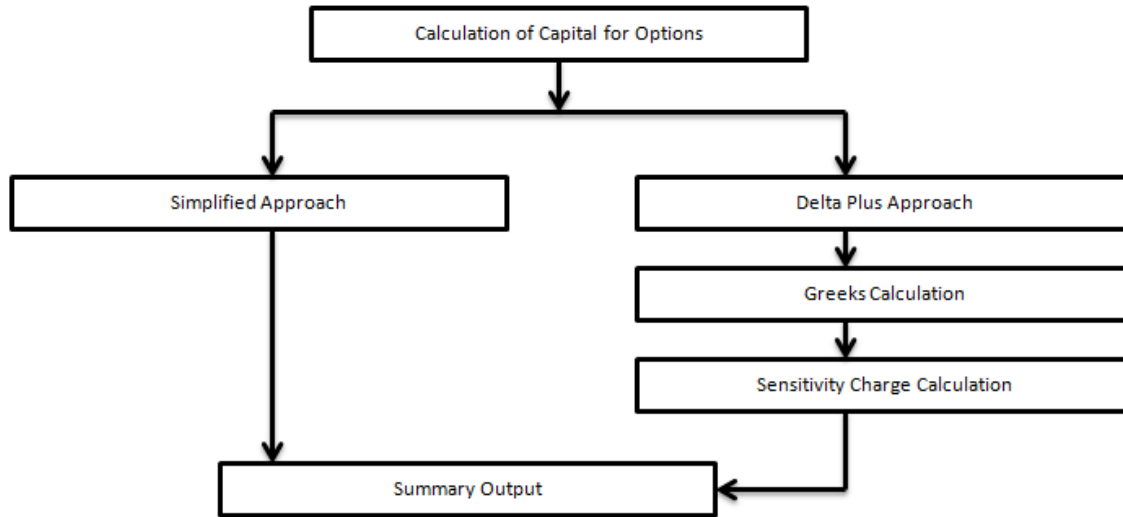 Calculation of Capital for Options
Simplified Approach
Delta Plus Approach
Greeks Calculation
Sensitivity Charge Calculation
Summary Output